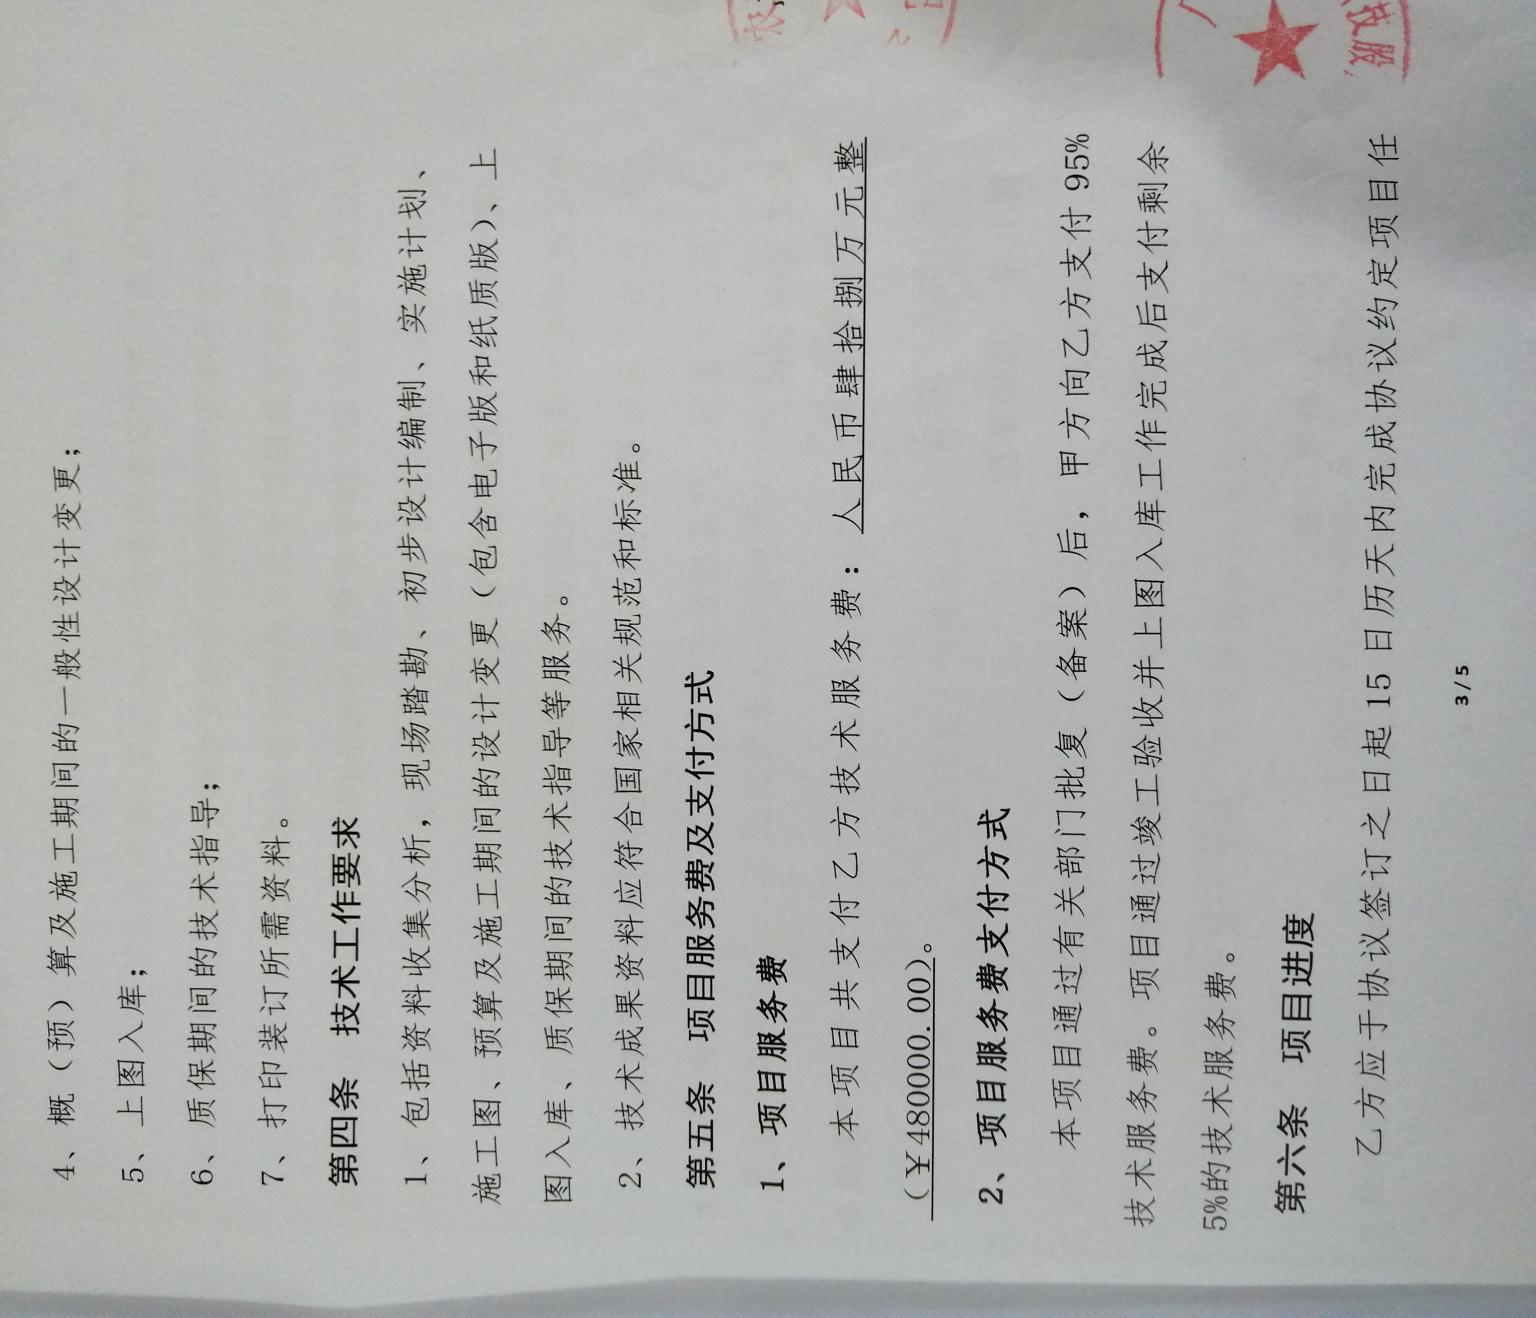 4、概（预）算及施工期间的一般性设计变更；
5、上图入库；
6、质保期间的技术指导；
7、打印装订所需资料。
第四条 技术工作要求
1、包括资料收集分析，现场踏勘、初步设计编制、实施计划、
施工图、预算及施工期间的设计变更（包含电子版和纸质版）、上
图入库、质保期间的技术指导等服务。
2、技术成果资料应符合国家相关规范和标准。
第五条 项目服务费及支付方式
1、项目服务费
本项目共支付乙方技术服务费：人民币肆拾捌万元整
（￥480000.00）。
2、项目服务费支付方式
本项目通过有关部门批复（备案）后，甲方向乙方支付 95%
技术服务费。项目通过竣工验收并上图入库工作完成后支付剩余
5%的技术服务费。
第六条 项目进度
乙方应于协议签订之日起 15 日历天内完成协议约定项目任
3/5